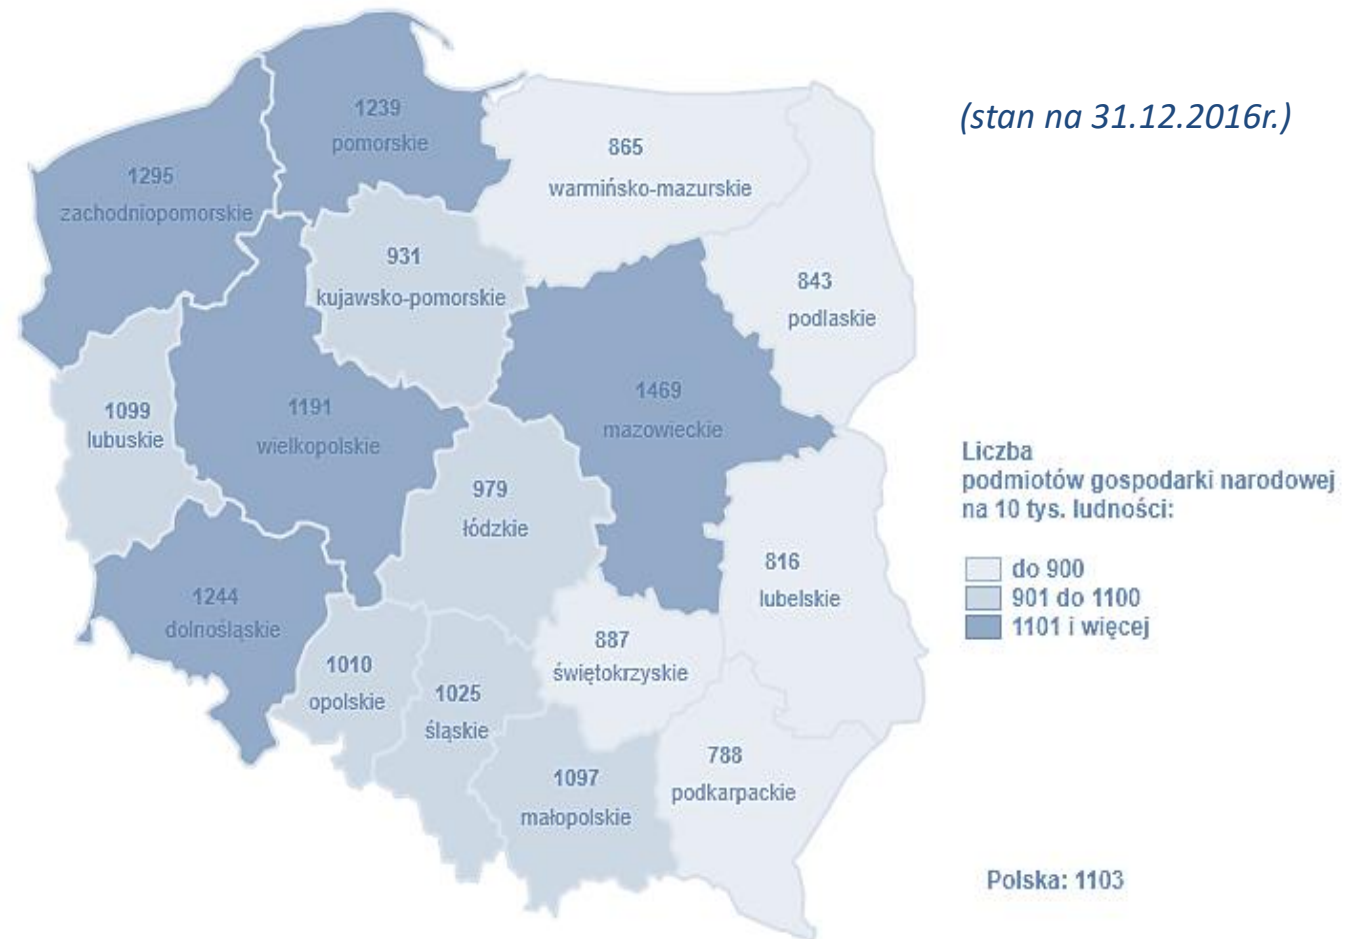 (stan na 31.12.2016r.)
1239
pomorskie
865
warmińsko-mazurskie
1295
zachodniopomorskie
931
kujawsko-pomorskie
843
podlaskie
1469
mazowieckie
1099
lubuskie
1191
wielkopolskie
979
łódzkie
816
lubelskie
1244
dolnośląskie
887
świętokrzyskie
1010
opolskie
1025
śląskie
788
podkarpackie
1097
małopolskie
Liczba
podmiotów gospodarki narodowej
na 10 tys. ludności:
do 900
901 do 1100
1101 i więcej
Polska: 1103